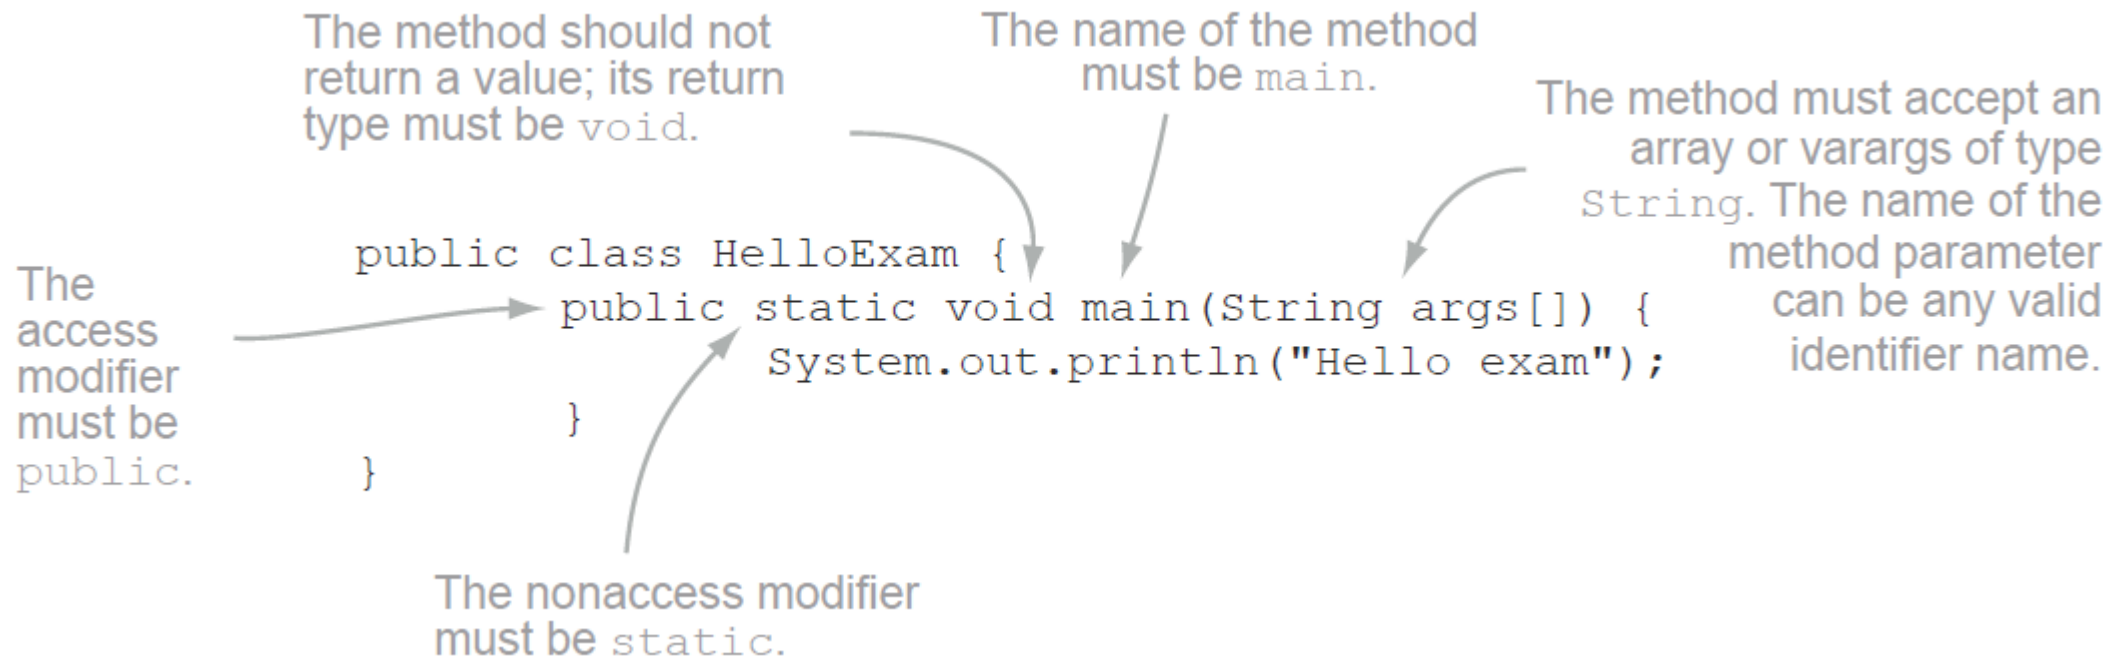 The method should not
return a value; its return
type must be void.
The name of the method
must be main.
The method must accept an
array or varargs of type
String. The name of the
method parameter
can be any valid
identifier name.
The
access
modifier
must be
public.
public class HelloExam {
public static void main(String args[]) {
System.out.println("Hello exam");
}
}
The nonaccess modifier
must be static.